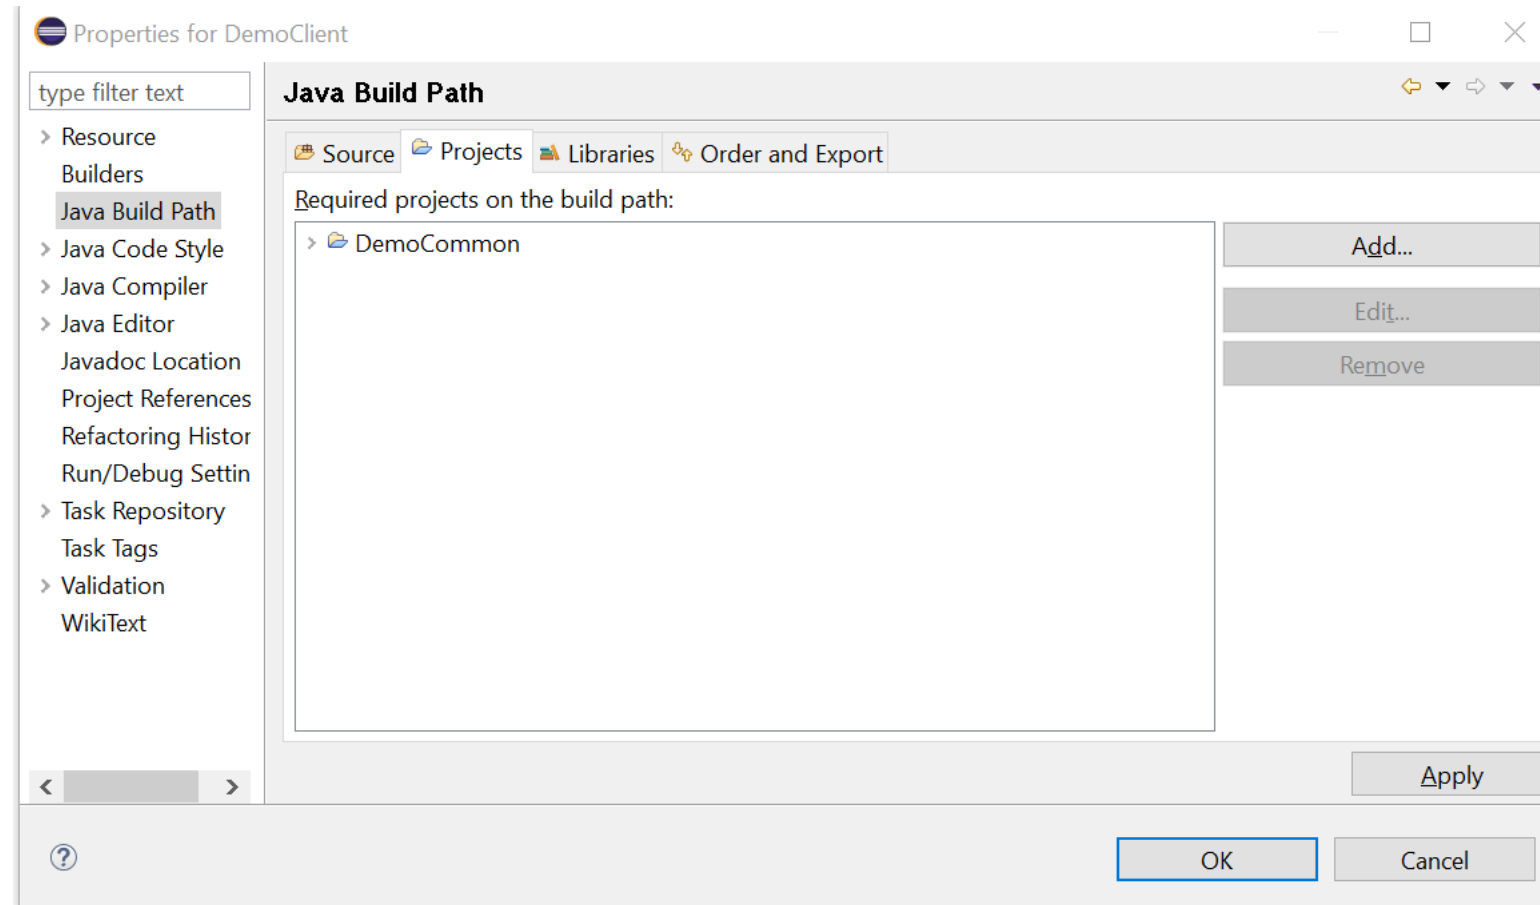 Properties for DemoClient
type filter text
Resource
Builders
Java Build Path
Java Code Style
Java Compiler
Java Editor
Javadoc Location
Project References
Refactoring Histor
Run/Debug Settin
Task Repository
Task Tags
Validation
WikiText
Java Build Path
Source Projects Libraries Order and Export
Required projects on the build path:
DemoCommon
Add...
Edit...
Remove
Apply
OK Cancel